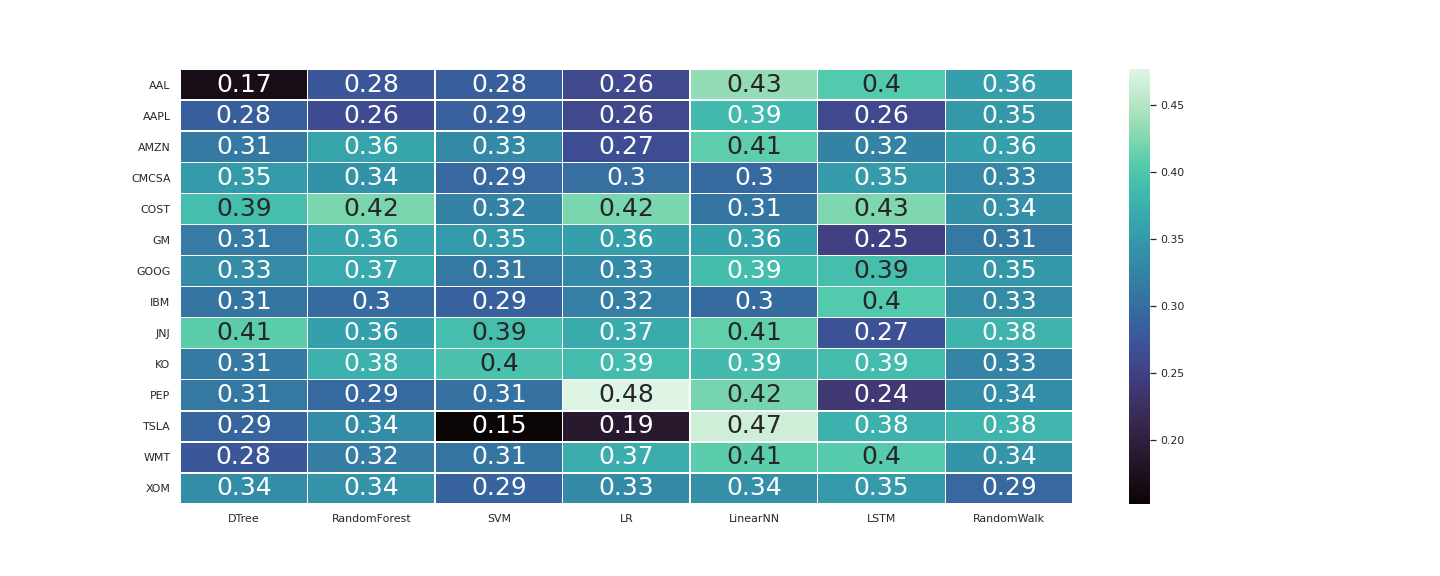 AAL 0.17 0.28 0.28 0.26 0.43 0.4 0.36
AAPL 0.28 0.26 0.29 0.26 0.39 0.26 0.35
AMZN 0.31 0.36 0.33 0.27 0.41 0.32 0.36
CMCSA 0.35 0.34 0.29 0.3 0.3 0.35 0.33
COST 0.39 0.42 0.32 0.42 0.31 0.43 0.34
GM 0.31 0.36 0.35 0.36 0.36 0.25 0.31
GOOG 0.33 0.37 0.31 0.33 0.39 0.39 0.35
IBM 0.31 0.3 0.29 0.32 0.3 0.4 0.33
JNJ 0.41 0.36 0.39 0.37 0.41 0.27 0.38
KO 0.31 0.38 0.4 0.39 0.39 0.39 0.33
PEP 0.31 0.29 0.31 0.48 0.42 0.24 0.34
TSLA 0.29 0.34 0.15 0.19 0.47 0.38 0.38
WMT 0.28 0.32 0.31 0.37 0.41 0.4 0.34
XOM 0.34 0.34 0.29 0.33 0.34 0.35 0.29
DTree RandomForest SVM LR LinearNN LSTM RandomWalk
0.45
0.40
0.35
0.30
0.25
0.20